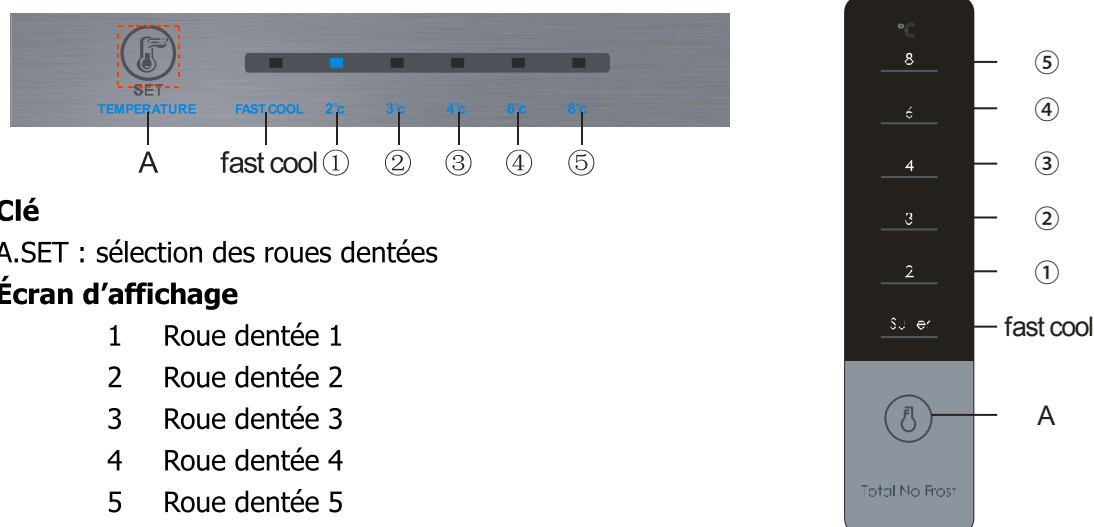 SET
TEMPERATURE FAST COOL 2°c 3°c 4°c 6°c 8°c
A fast cool ① ② ③ ④ ⑤
Clé
A.SET : sélection des roues dentées
Écran d’affichage
1 Roue dentée 1
2 Roue dentée 2
3 Roue dentée 3
4 Roue dentée 4
5 Roue dentée 5
°C
8 ⑤
6 ④
4 ③
3 ②
2 ①
Super fast cool
A
Total No Frost